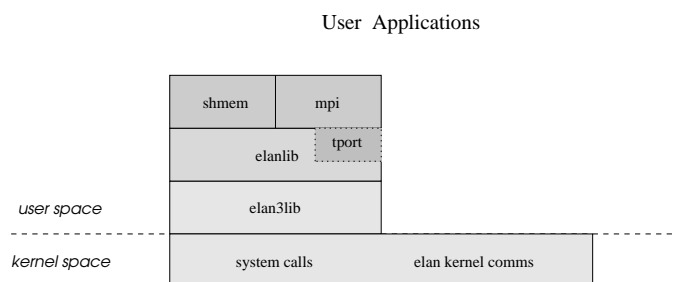 User Applications
shmem mpi
tport
elanlib
user space elan3lib
kernel space system calls elan kernel comms